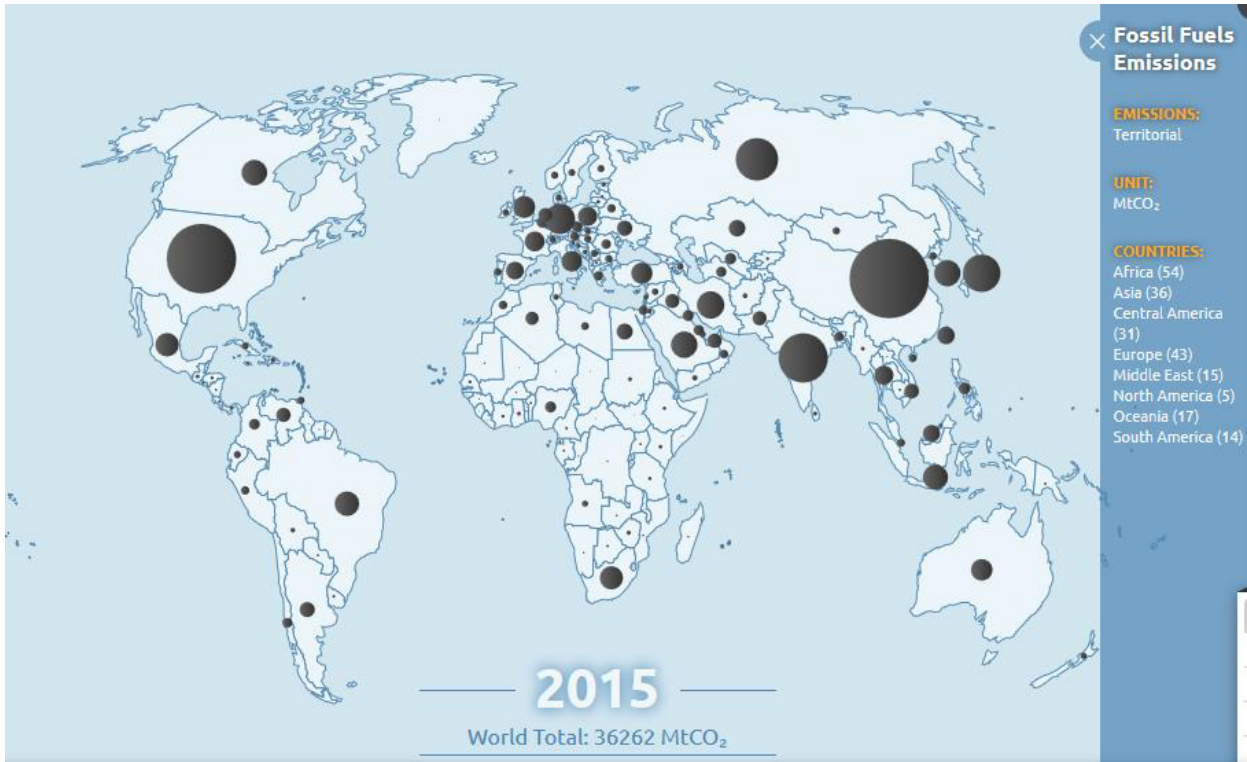 Fossil Fuels
Emissions
EMISSIONS:
Territorial
UNIT:
MtCO₂
COUNTRIES:
Africa (54)
Asia (36)
Central America
(31)
Europe (43)
Middle East (15)
North America (5)
Oceania (17)
South America (14)
2015
World Total: 36262 MtCO₂